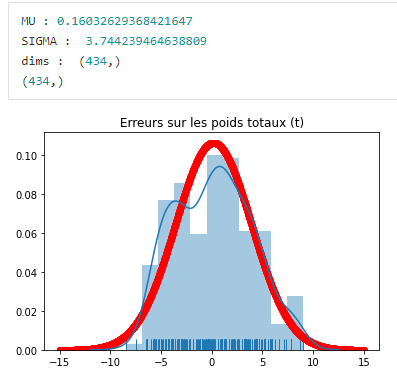 MU : 0.16032629368421647
SIGMA :  3.744239464638809
dims :  (434,)
(434,)
Erreurs sur les poids totaux (t)
0.10
0.08
0.06
0.04
0.02
0.00
−15 −10 −5 0 5 10 15